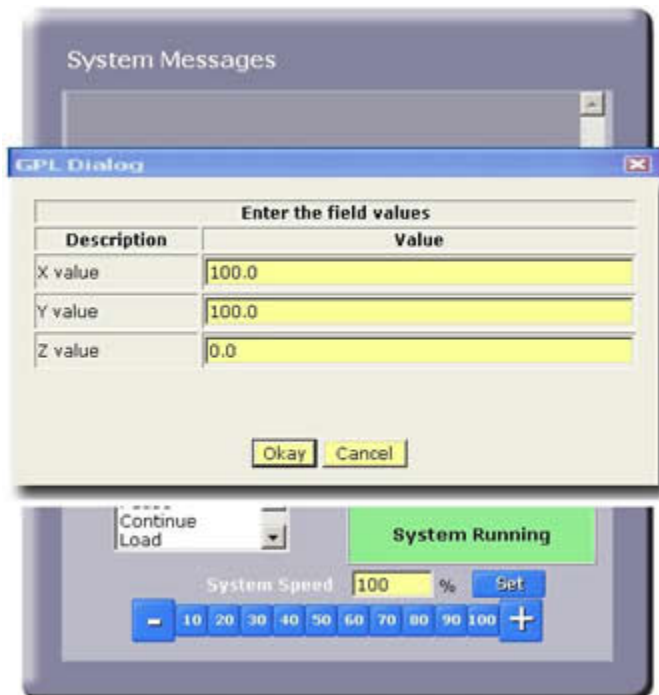 System Messages
GPL Dialog
Enter the field values
Description Value
X value 100.0
Y value 100.0
Z value 0.0
Okay Cancel
Continue
Load
System Running
System Speed 100 % Set
- 10 20 30 40 50 60 70 80 90 100 +